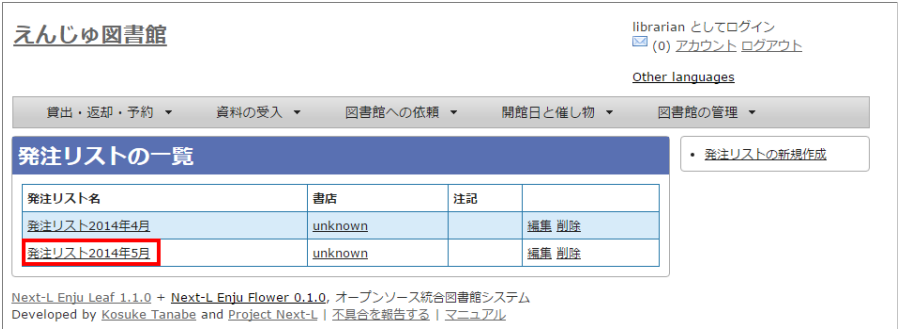 えんじゅ図書館
librarian としてログイン
(0) アカウント ログアウト
Other languages
貸出・返却・予約 ▼ 資料の受入 ▼ 図書館への依頼 ▼ 開館日と催し物 ▼ 図書館の管理 ▼
発注リストの一覧
• 発注リストの新規作成
発注リスト名 書店 注記
発注リスト2014年4月 unknown 編集 削除
発注リスト2014年5月 unknown 編集 削除
Next-L Enju Leaf 1.1.0 + Next-L Enju Flower 0.1.0, オープンソース統合図書館システム
Developed by Kosuke Tanabe and Project Next-L | 不具合を報告する | マニュアル